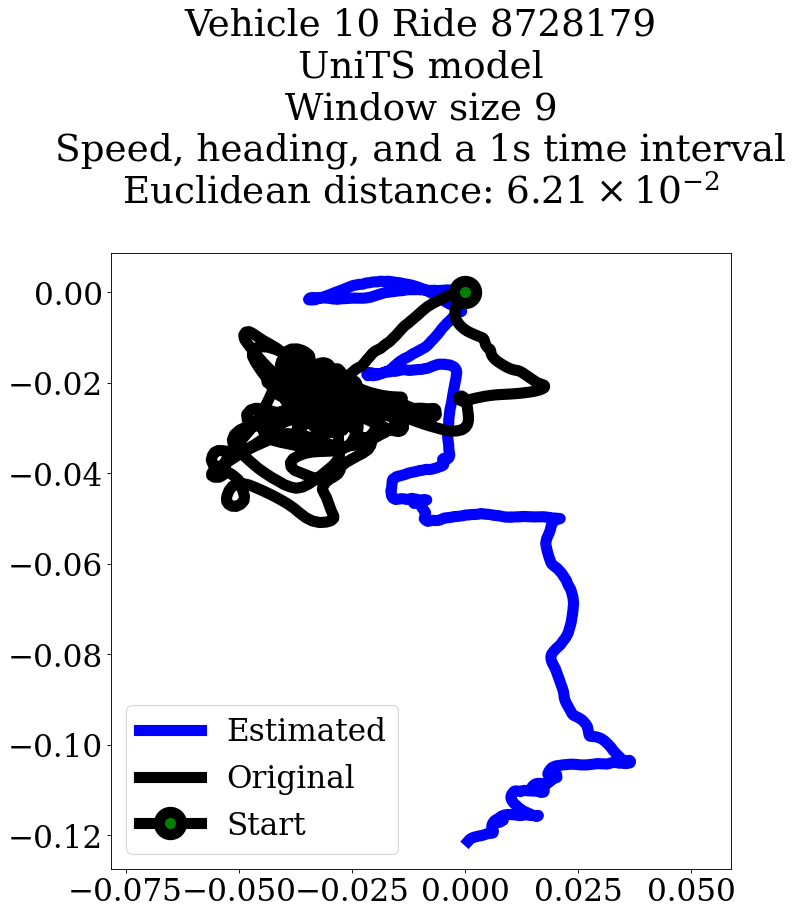 Vehicle 10 Ride 8728179
UniTS model
Window size 9
Speed, heading, and a 1s time interval
Euclidean distance: 6.21 × 10⁻²
0.00
−0.02
−0.04
−0.06
−0.08
−0.10
−0.12
Estimated
Original
Start
−0.075 −0.050 −0.025 0.000 0.025 0.050